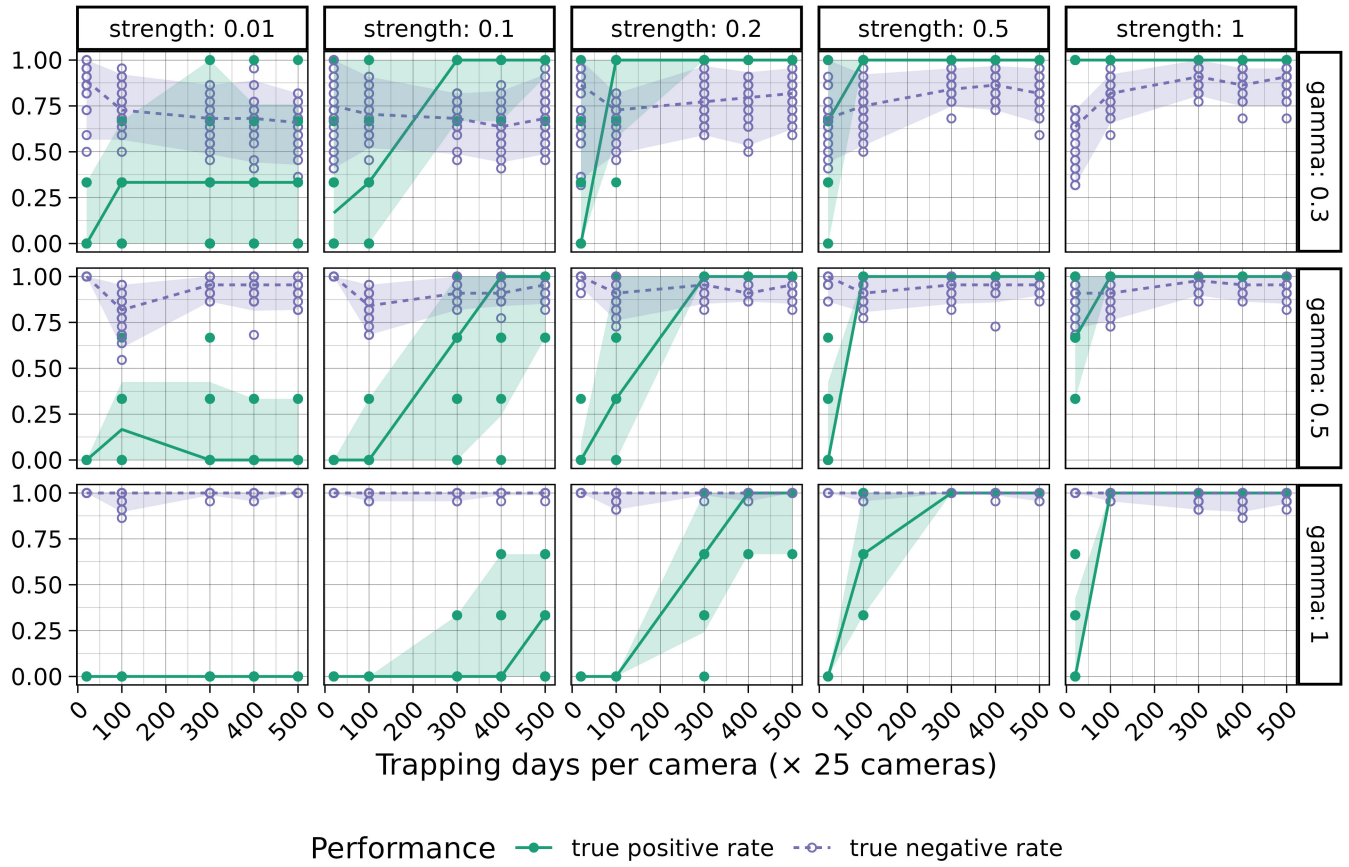 strength: 0.01 strength: 0.1 strength: 0.2 strength: 0.5 strength: 1
1.00
0.75
0.50
0.25
0.00
gamma: 0.3
1.00
0.75
0.50
0.25
0.00
gamma: 0.5
1.00
0.75
0.50
0.25
0.00
gamma: 1
0 100 200 300 400 500 0 100 200 300 400 500 0 100 200 300 400 500 0 100 200 300 400 500 0 100 200 300 400 500
Trapping days per camera (× 25 cameras)
Performance true positive rate true negative rate